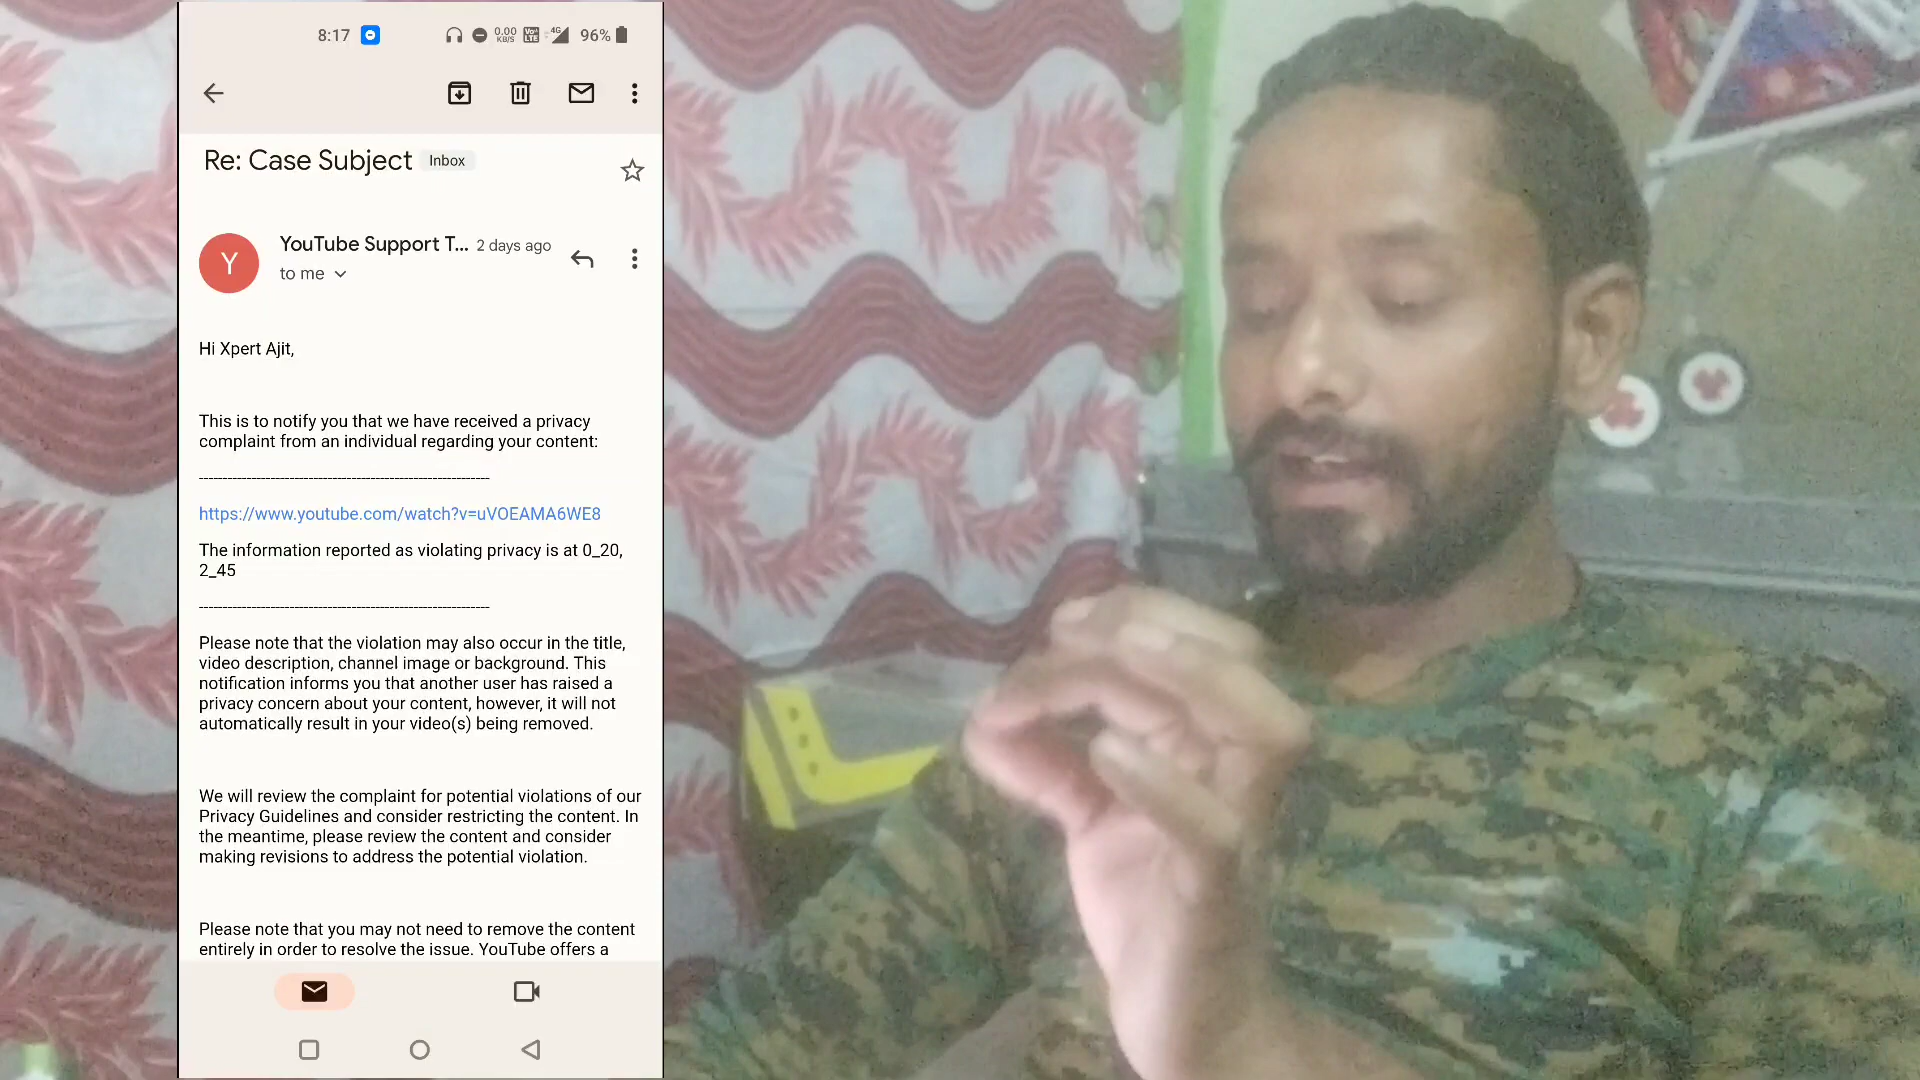 8:17 0.00 KB/S Vo) LTE 4G 96%
Re: Case Subject Inbox
Y YouTube Support T... 2 days ago
to me
Hi Xpert Ajit,
This is to notify you that we have received a privacy
complaint from an individual regarding your content:
------------------------------------------------------------
https://www.youtube.com/watch?v=uVOEAMA6WE8
The information reported as violating privacy is at 0_20,
2_45
------------------------------------------------------------
Please note that the violation may also occur in the title,
video description, channel image or background. This
notification informs you that another user has raised a
privacy concern about your content, however, it will not
automatically result in your video(s) being removed.
We will review the complaint for potential violations of our
Privacy Guidelines and consider restricting the content. In
the meantime, please review the content and consider
making revisions to address the potential violation.
Please note that you may not need to remove the content
entirely in order to resolve the issue. YouTube offers a